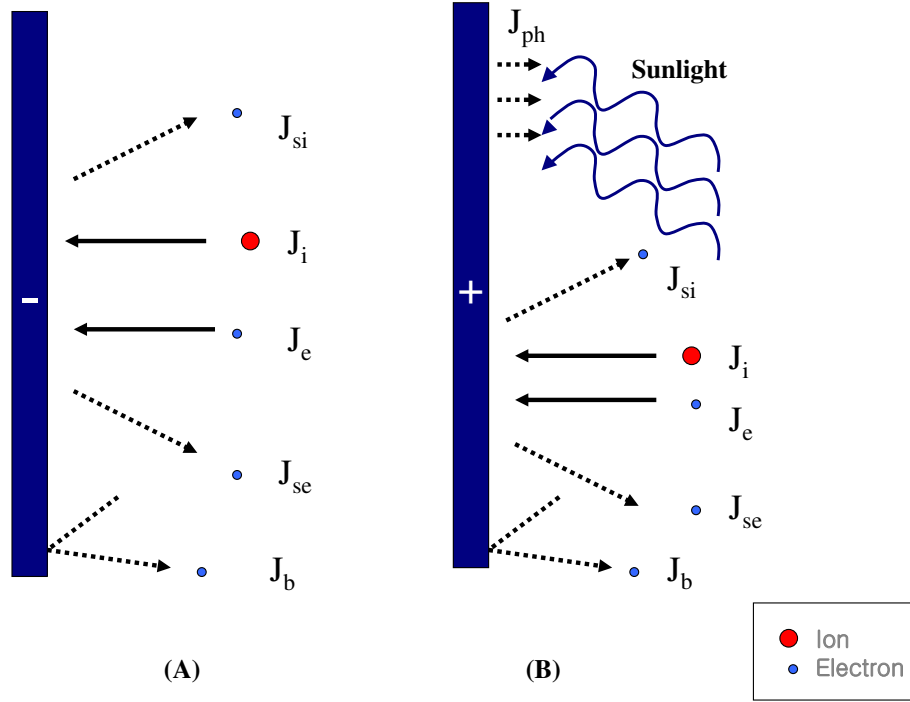 J_si
J_i
-
J_e
J_se
J_b
(A)
J_ph
Sunlight
J_si
+
J_i
J_e
J_se
J_b
(B)
Ion
Electron